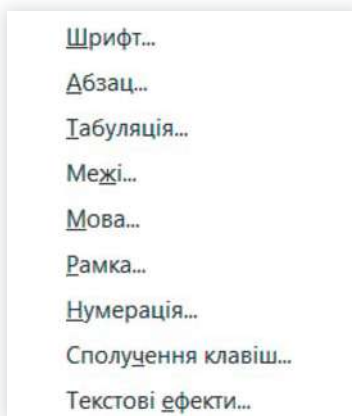 Шрифт...
Абзац...
Табуляція...
Межі...
Мова...
Рамка...
Нумерація...
Сполучення клавіш...
Текстові ефекти...